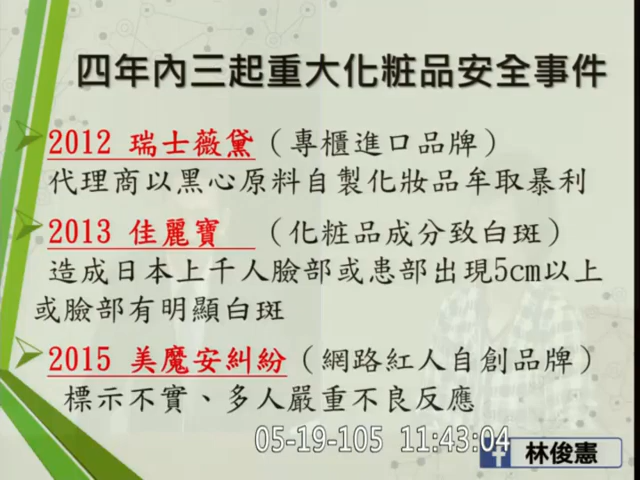 四年內三起重大化粧品安全事件
2012 瑞士薇黛（專櫃進口品牌）
代理商以黑心原料自製化妝品牟取暴利
2013 佳麗寶（化粧品成分致白斑）
造成日本上千人臉部或患部出現5cm以上
或臉部有明顯白斑
2015 美魔安糾紛（網路紅人自創品牌）
標示不實、多人嚴重不良反應
05-19-105 11:43:04
f 林俊憲